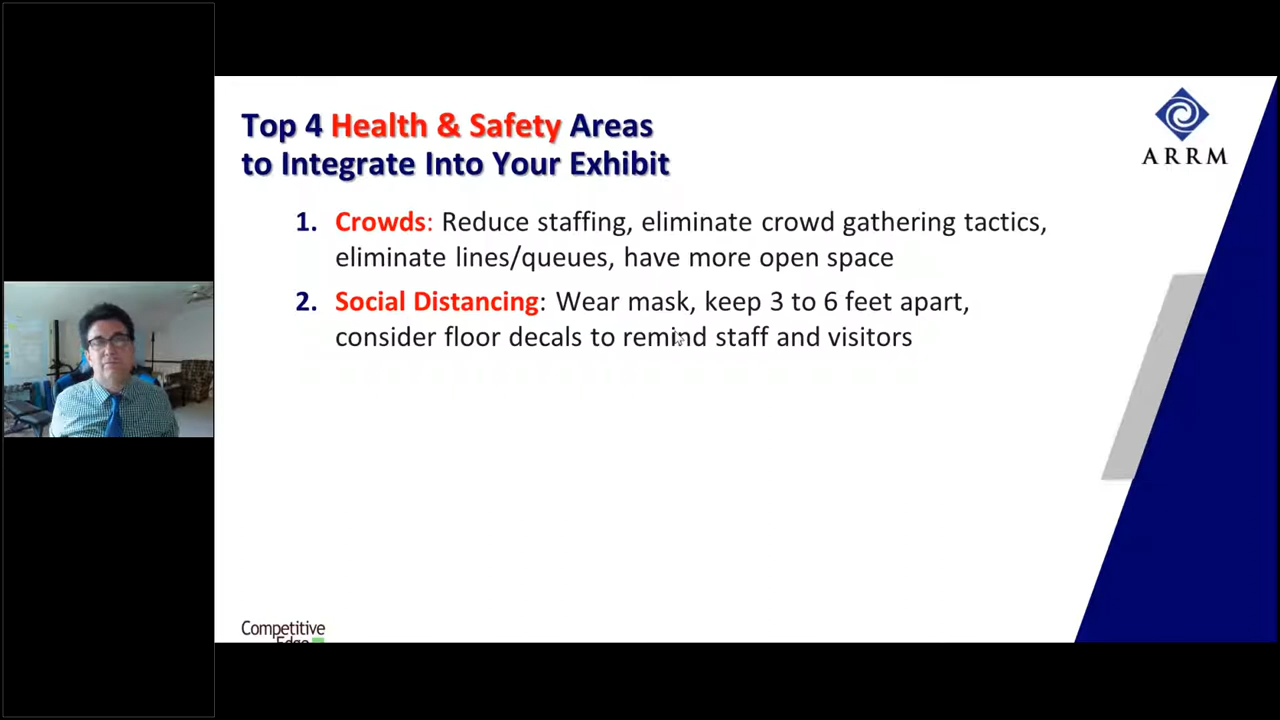 Top 4 Health & Safety Areas
to Integrate Into Your Exhibit
ARRM
1. Crowds: Reduce staffing, eliminate crowd gathering tactics,
eliminate lines/queues, have more open space
2. Social Distancing: Wear mask, keep 3 to 6 feet apart,
consider floor decals to remind staff and visitors
Competitive
Edge